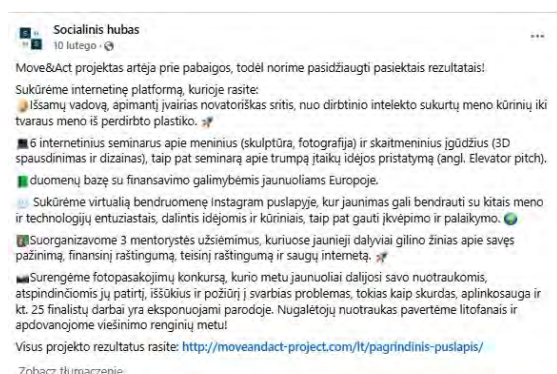 Socialinis hubas
10 lutego ·
Move&Act projektas artėja prie pabaigos, todėl norime pasidžiaugti pasiektais rezultatais!
Sukūrėme internetinę platformą, kurioje rasite:
Išsamų vadovą, apimantį įvairias novatoriškas sritis, nuo dirbtinio intelekto sukurtų meno kūrinių iki
tvaraus meno iš perdirbto plastiko.
6 internetinius seminarus apie meninius (skulptūra, fotografija) ir skaitmeninius įgūdžius (3D
spausdinimas ir dizainas), taip pat seminarą apie trumpą įtaikų idėjos pristatymą (angl. Elevator pitch).
duomenų bazę su finansavimo galimybėmis jaunuoliams Europoje.
Sukūrėme virtualią bendruomenę Instagram puslapyje, kur jaunimas gali bendrauti su kitais meno
ir technologijų entuziastais, dalintis idėjomis ir kūriniais, taip pat gauti įkvėpimo ir palaikymo.
Suorganizavome 3 mentorystės užsiėmimus, kuriuose jaunieji dalyviai gilino žinias apie savęs
pažinimą, finansinį raštingumą, teisinį raštingumą ir saugų internetą.
Surengėme fotopasakojimų konkursą, kurio metu jaunuoliai dalijosi savo nuotraukomis,
atspindinčiomis jų patirtį, iššūkius ir požiūrį į svarbias problemas, tokias kaip skurdas, aplinkosauga ir
kt. 25 finalistų darbai yra eksponuojami parodoje. Nugalėtojų nuotraukas pavertėme litofanais ir
apdovanojome viešinimo renginių metu!
Visus projekto rezultatus rasite: http://moveandact-project.com/lt/pagrindinis-puslapis/
Zobacz tłumaczenie